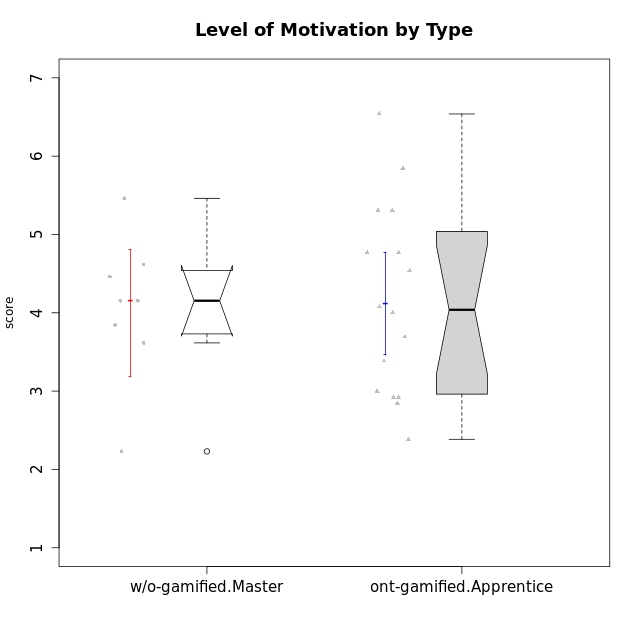 Level of Motivation by Type
7
6
5
4
3
2
1
score
w/o-gamified.Master
ont-gamified.Apprentice